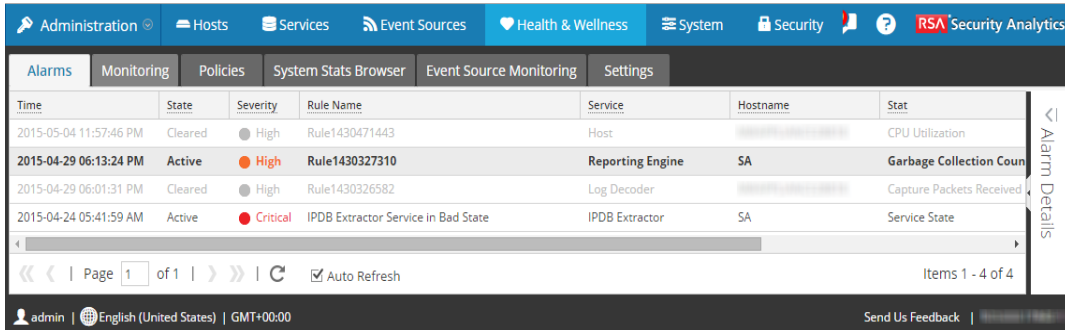 Administration Hosts Services Event Sources Health & Wellness System Security ? RSA Security Analytics
Alarms Monitoring Policies System Stats Browser Event Source Monitoring Settings
Time State Severity Rule Name Service Hostname Stat
2015-05-04 11:57:46 PM Cleared High Rule1430471443 Host CPU Utilization
2015-04-29 06:13:24 PM Active High Rule1430327310 Reporting Engine SA Garbage Collection Coun
2015-04-29 06:01:31 PM Cleared High Rule1430326582 Log Decoder Capture Packets Received
2015-04-24 05:41:59 AM Active Critical IPDB Extractor Service in Bad State IPDB Extractor SA Service State
Alarm Details
Page 1 of 1 | Auto Refresh Items 1 - 4 of 4
admin | English (United States) | GMT+00:00 Send Us Feedback |